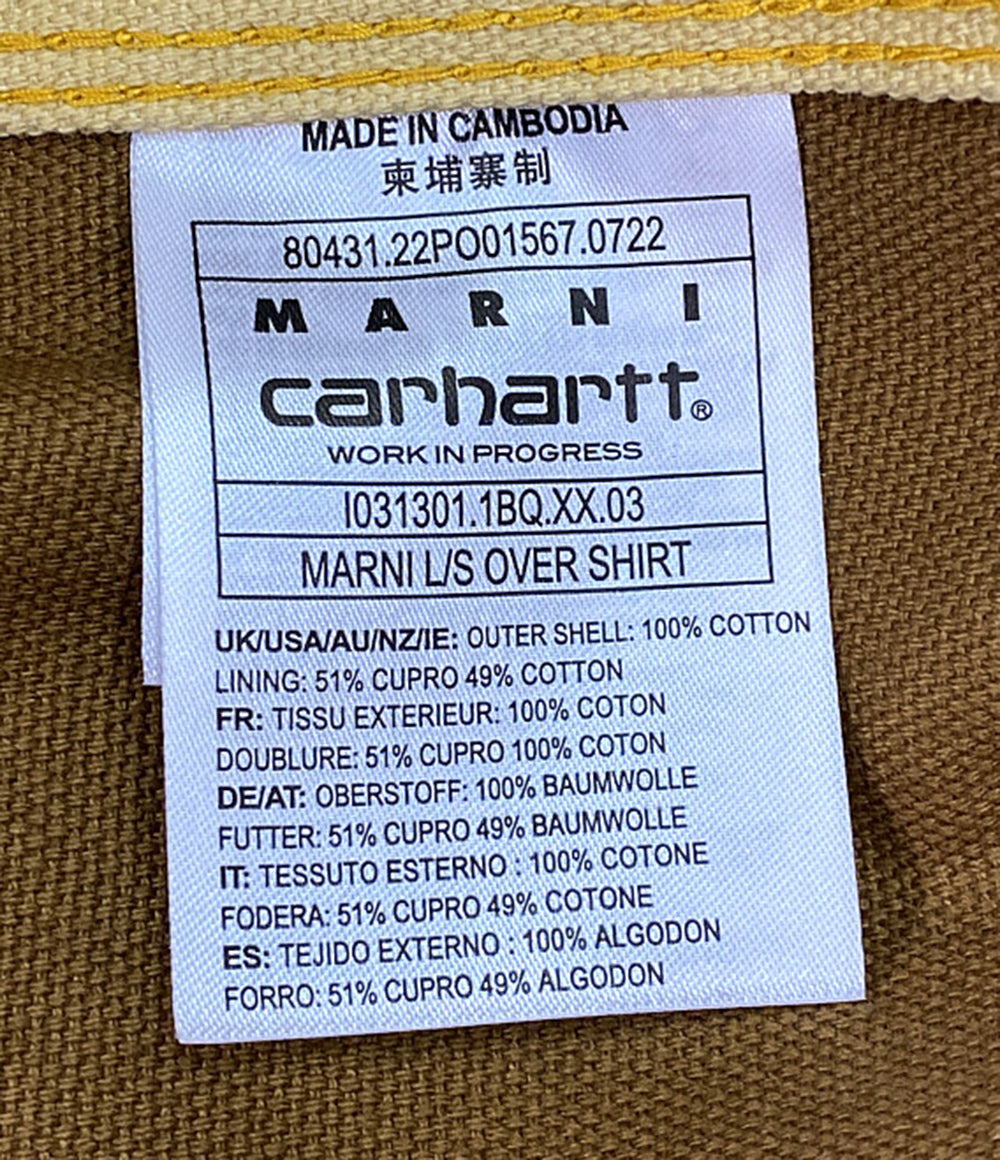 MADE IN CAMBODIA
柬埔寨制
80431.22PO01567.0722
MARNI
carhartt®
WORK IN PROGRESS
I031301.1BQ.XX.03
MARNI L/S OVER SHIRT
UK/USA/AU/NZ/IE: OUTER SHELL: 100% COTTON
LINING: 51% CUPRO 49% COTTON
FR: TISSU EXTERIEUR: 100% COTON
DOUBLURE: 51% CUPRO 100% COTON
DE/AT: OBERSTOFF: 100% BAUMWOLLE
FUTTER: 51% CUPRO 49% BAUMWOLLE
IT: TESSUTO ESTERNO : 100% COTONE
FODERA: 51% CUPRO 49% COTONE
ES: TEJIDO EXTERNO : 100% ALGODON
FORRO: 51% CUPRO 49% ALGODON